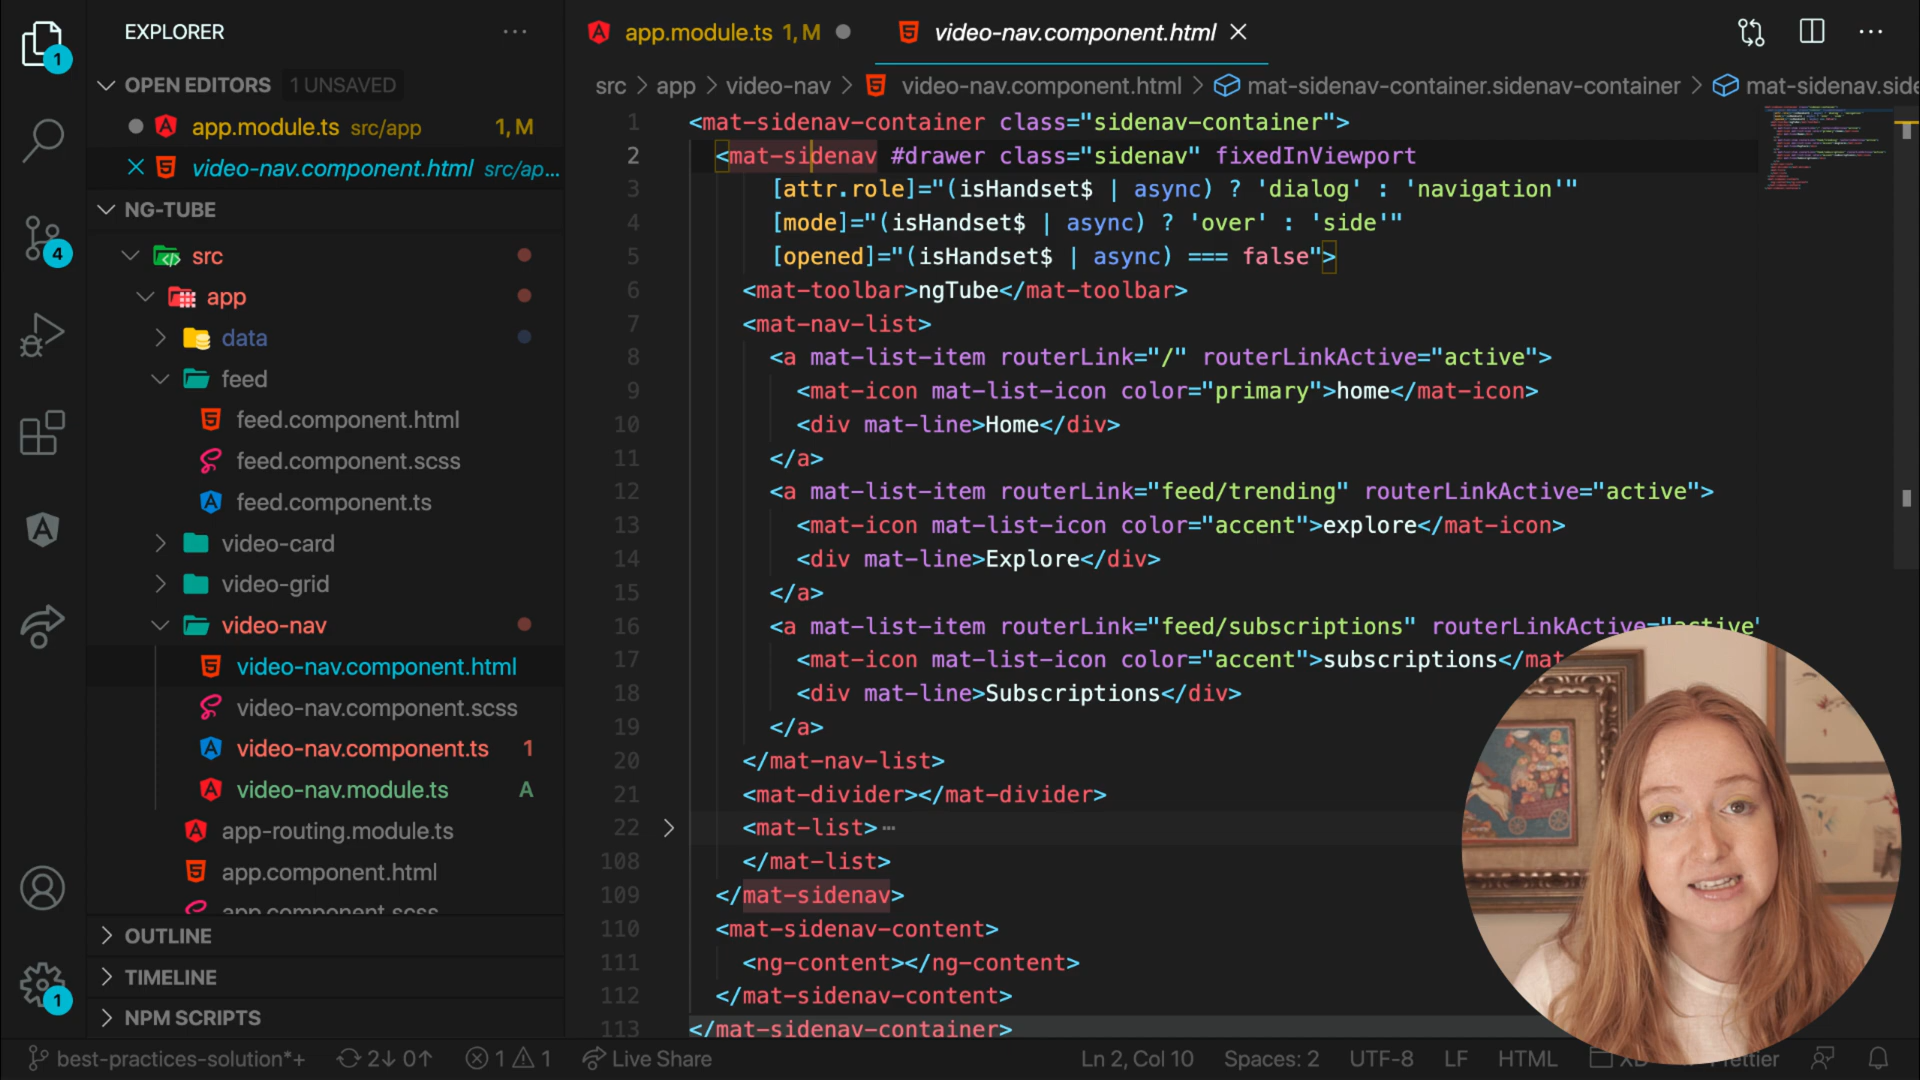 EXPLORER
OPEN EDITORS 1 UNSAVED
app.module.ts src/app 1, M
video-nav.component.html src/ap...
NG-TUBE
src
app
data
feed
feed.component.html
feed.component.scss
feed.component.ts
video-card
video-grid
video-nav
video-nav.component.html
video-nav.component.scss
video-nav.component.ts 1
video-nav.module.ts A
app-routing.module.ts
app.component.html
app.component.scss
OUTLINE
TIMELINE
NPM SCRIPTS
1
4
1
app.module.ts 1, M
video-nav.component.html
src > app > video-nav > video-nav.component.html > mat-sidenav-container.sidenav-container > mat-sidenav.side
1 <mat-sidenav-container class="sidenav-container">
2 <mat-sidenav #drawer class="sidenav" fixedInViewport
3 [attr.role]="(isHandset$ | async) ? 'dialog' : 'navigation'"
4 [mode]="(isHandset$ | async) ? 'over' : 'side'"
5 [opened]="(isHandset$ | async) === false">
6 <mat-toolbar>ngTube</mat-toolbar>
7 <mat-nav-list>
8 <a mat-list-item routerLink="/" routerLinkActive="active">
9 <mat-icon mat-list-icon color="primary">home</mat-icon>
10 <div mat-line>Home</div>
11 </a>
12 <a mat-list-item routerLink="feed/trending" routerLinkActive="active">
13 <mat-icon mat-list-icon color="accent">explore</mat-icon>
14 <div mat-line>Explore</div>
15 </a>
16 <a mat-list-item routerLink="feed/subscriptions" routerLinkActive="active"
17 <mat-icon mat-list-icon color="accent">subscriptions</mat
18 <div mat-line>Subscriptions</div>
19 </a>
20 </mat-nav-list>
21 <mat-divider></mat-divider>
22 <mat-list>…
108 </mat-list>
109 </mat-sidenav>
110 <mat-sidenav-content>
111 <ng-content></ng-content>
112 </mat-sidenav-content>
113 </mat-sidenav-container>
best-practices-solution*+ 2↓ 0↑ 1 1 Live Share Ln 2, Col 10 Spaces: 2 UTF-8 LF HTML